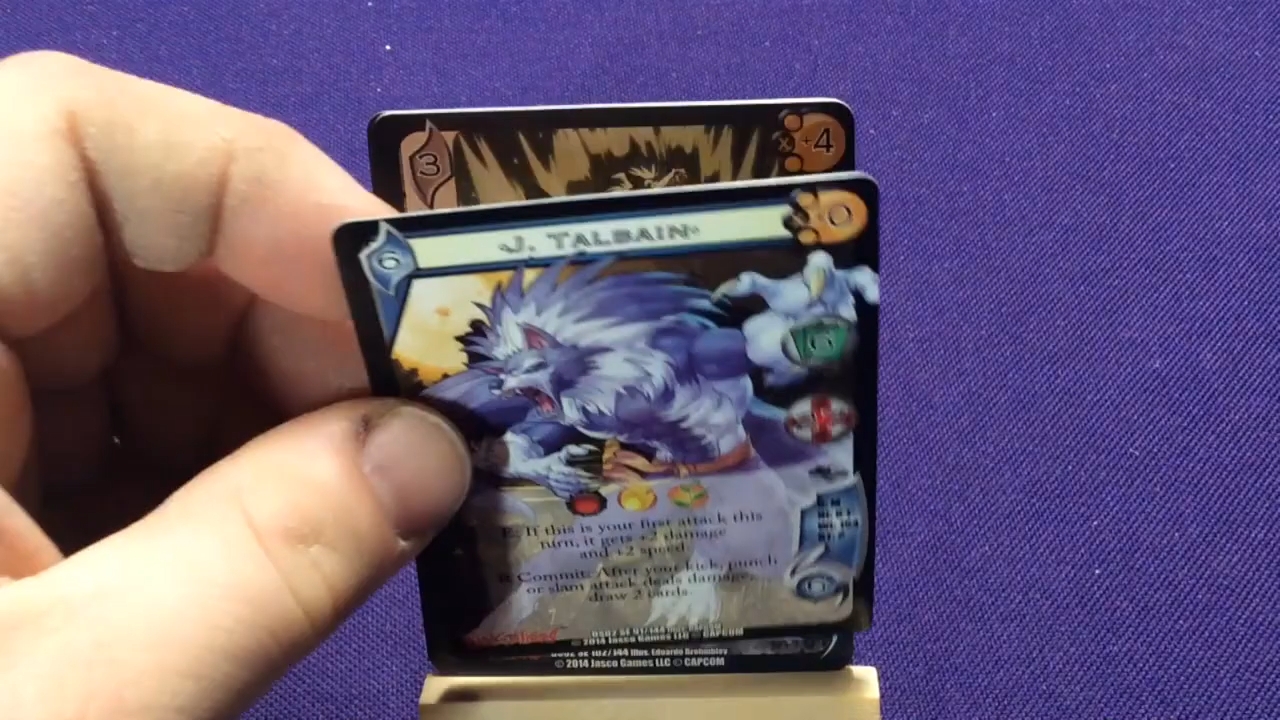 3
+4
6
·J. TALBAIN·
0
E: If this is your first attack this
turn, it gets +2 damage
and +2 speed.
R Commit: After your kick, punch
or slam attack deals damage,
draw 2 cards.
© 2014 Jasco Games LLC © CAPCOM
© 2014 Jasco Games LLC © CAPCOM